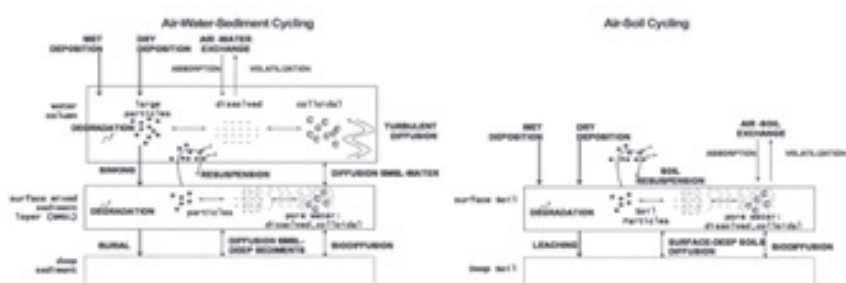 Air-Water-Sediment Cycling
WET
DEPOSITION
DRY
DEPOSITION
AIR-WATER
EXCHANGE
ABSORPTION
VOLATILIZATION
water
column
large
particles
dissolved
colloidal
DEGRADATION
TURBULENT
DIFFUSION
SINKING
RESUSPENSION
DIFFUSION SMSL-WATER
surface mixed
sediment
layer (SMSL)
DEGRADATION
particles
pore water:
dissolved,colloidal
BURIAL
DIFFUSION SMSL-
DEEP SEDIMENTS
BIODIFFUSION
deep
sediment
Air-Soil Cycling
WET
DEPOSITION
DRY
DEPOSITION
AIR-SOIL
EXCHANGE
ABSORPTION
VOLATILIZATION
SOIL
RESUSPENSION
surface soil
DEGRADATION
Soil
Particles
pore water:
dissolved,colloidal
LEACHING
SURFACE-DEEP SOILS
DIFFUSION
BIODIFFUSION
Deep Soil